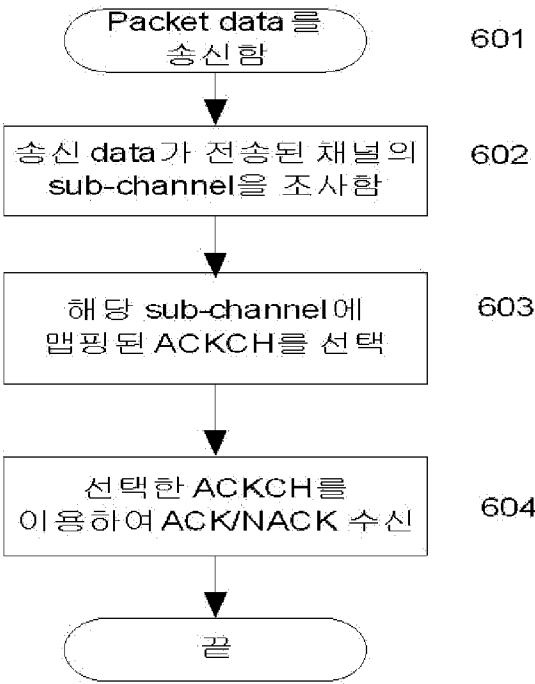 Packet data를
송신함
601
송신 data가 전송된 채널의
sub-channel을 조사함
602
해당 sub-channel에
맵핑된 ACKCH를 선택
603
선택한 ACKCH를
이용하여 ACK/NACK 수신
604
끝